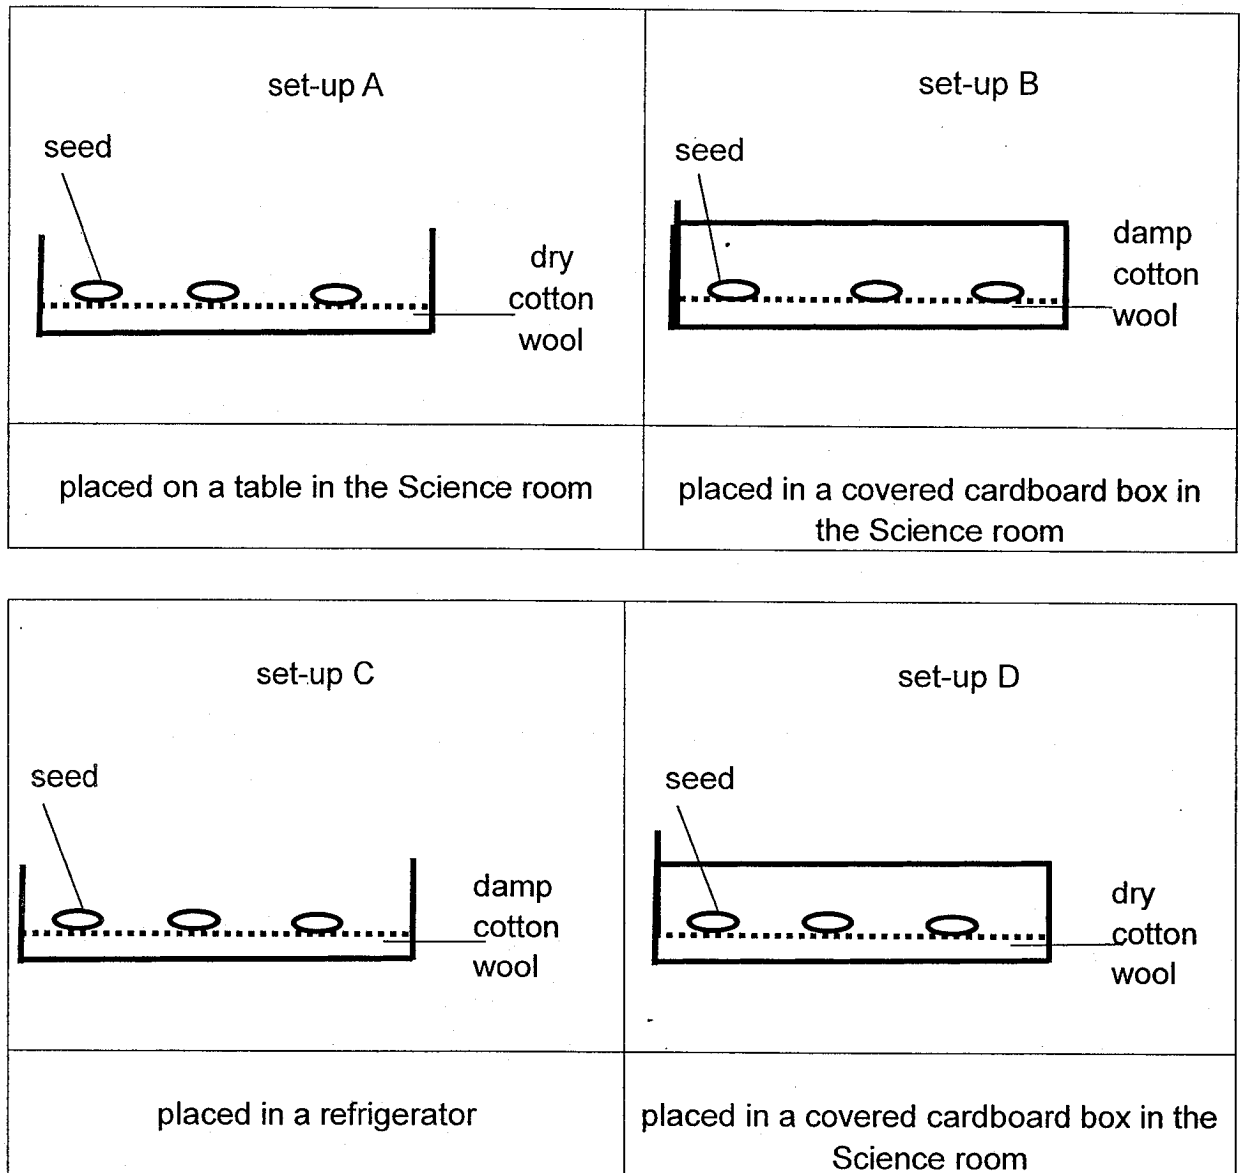 set-up A
seed
dry
cotton
wool
placed on a table in the Science room
set-up B
seed
damp
cotton
wool
placed in a covered cardboard box in
the Science room
set-up C
seed
damp
cotton
wool
placed in a refrigerator
set-up D
seed
dry
cotton
wool
placed in a covered cardboard box in the
Science room